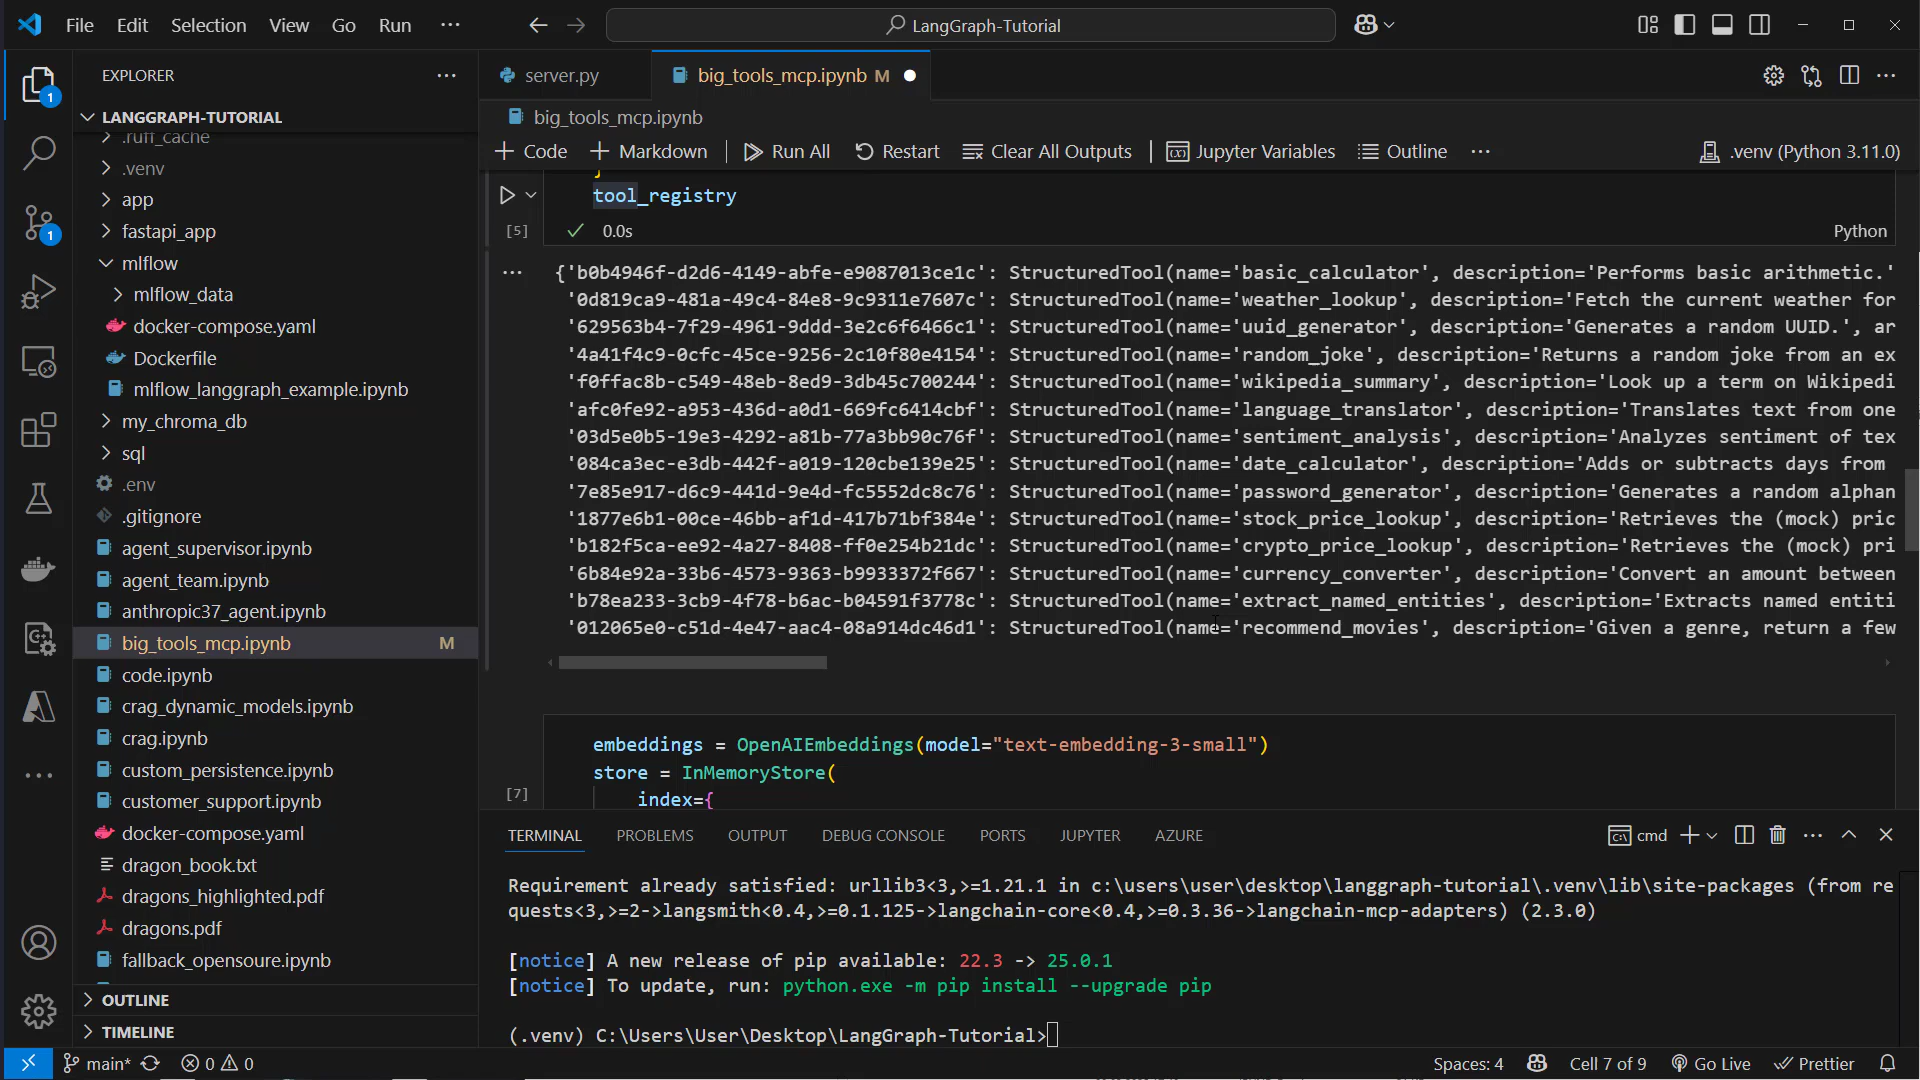 File Edit Selection View Go Run ···
LangGraph-Tutorial
EXPLORER
1
LANGGRAPH-TUTORIAL
.ruff_cache
.venv
app
fastapi_app
mlflow
mlflow_data
docker-compose.yaml
Dockerfile
mlflow_langgraph_example.ipynb
my_chroma_db
sql
.env
.gitignore
agent_supervisor.ipynb
agent_team.ipynb
anthropic37_agent.ipynb
big_tools_mcp.ipynb M
code.ipynb
crag_dynamic_models.ipynb
crag.ipynb
custom_persistence.ipynb
customer_support.ipynb
docker-compose.yaml
dragon_book.txt
dragons_highlighted.pdf
dragons.pdf
fallback_opensoure.ipynb
OUTLINE
TIMELINE
1
server.py
big_tools_mcp.ipynb M
big_tools_mcp.ipynb
+ Code + Markdown Run All Restart Clear All Outputs Jupyter Variables Outline ··· .venv (Python 3.11.0)
}
tool_registry
[5] 0.0s Python
{'b0b4946f-d2d6-4149-abfe-e9087013ce1c': StructuredTool(name='basic_calculator', description='Performs basic arithmetic.'
'0d819ca9-481a-49c4-84e8-9c9311e7607c': StructuredTool(name='weather_lookup', description='Fetch the current weather for
'629563b4-7f29-4961-9ddd-3e2c6f6466c1': StructuredTool(name='uuid_generator', description='Generates a random UUID.', ar
'4a41f4c9-0cfc-45ce-9256-2c10f80e4154': StructuredTool(name='random_joke', description='Returns a random joke from an ex
'f0ffac8b-c549-48eb-8ed9-3db45c700244': StructuredTool(name='wikipedia_summary', description='Look up a term on Wikipedi
'afc0fe92-a953-436d-a0d1-669fc6414cbf': StructuredTool(name='language_translator', description='Translates text from one
'03d5e0b5-19e3-4292-a81b-77a3bb90c76f': StructuredTool(name='sentiment_analysis', description='Analyzes sentiment of tex
'084ca3ec-e3db-442f-a019-120cbe139e25': StructuredTool(name='date_calculator', description='Adds or subtracts days from
'7e85e917-d6c9-441d-9e4d-fc5552dc8c76': StructuredTool(name='password_generator', description='Generates a random alphan
'1877e6b1-00ce-46bb-af1d-417b71bf384e': StructuredTool(name='stock_price_lookup', description='Retrieves the (mock) pric
'b182f5ca-ee92-4a27-8408-ff0e254b21dc': StructuredTool(name='crypto_price_lookup', description='Retrieves the (mock) pri
'6b84e92a-33b6-4573-9363-b9933372f667': StructuredTool(name='currency_converter', description='Convert an amount between
'b78ea233-3cb9-4f78-b6ac-b04591f3778c': StructuredTool(name='extract_named_entities', description='Extracts named entiti
'012065e0-c51d-4e47-aac4-08a914dc46d1': StructuredTool(name='recommend_movies', description='Given a genre, return a few
embeddings = OpenAIEmbeddings(model="text-embedding-3-small")
store = InMemoryStore(
[7] index={
TERMINAL PROBLEMS OUTPUT DEBUG CONSOLE PORTS JUPYTER AZURE cmd
Requirement already satisfied: urllib3<3,>=1.21.1 in c:\users\user\desktop\langgraph-tutorial\.venv\lib\site-packages (from re
quests<3,>=2->langsmith<0.4,>=0.1.125->langchain-core<0.4,>=0.3.36->langchain-mcp-adapters) (2.3.0)
[notice] A new release of pip available: 22.3 -> 25.0.1
[notice] To update, run: python.exe -m pip install --upgrade pip
(.venv) C:\Users\User\Desktop\LangGraph-Tutorial>
main* 0 0 Spaces: 4 Cell 7 of 9 Go Live Prettier